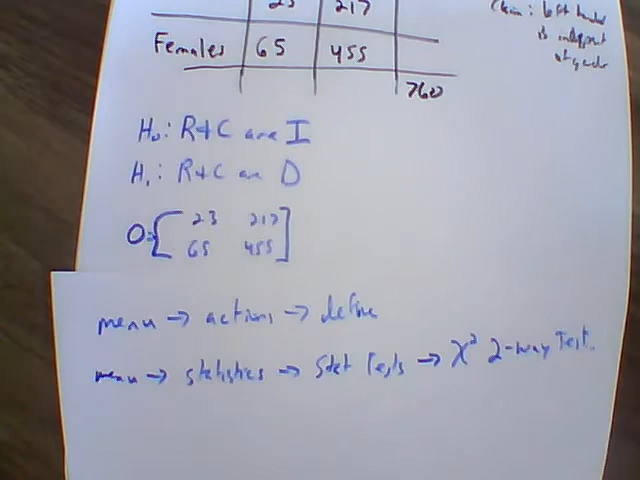 23 217
Claim: left handed
is independent
of gender
Females 65 455
760
H₀: R+C are I
H₁: R+C are D
O= [ 23 217
65 455 ]
menu → actions → define
menu → statistics → Stat Tests → χ² 2-way Test.